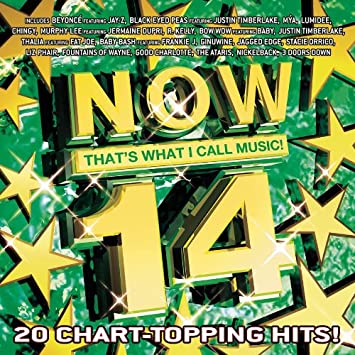 INCLUDES BEYONCÉ FEATURING JAY-Z, BLACK EYED PEAS FEATURING JUSTIN TIMBERLAKE, MÝA, LUMIDEE,
CHINGY, MURPHY LEE FEATURING JERMAINE DUPRI, R. KELLY, BOW WOW FEATURING BABY, JUSTIN TIMBERLAKE,
THALIA FEATURING FAT JOE, BABY BASH FEATURING FRANKIE J, GINUWINE, JAGGED EDGE, STACIE ORRICO,
LIZ PHAIR, FOUNTAINS OF WAYNE, GOOD CHARLOTTE, THE ATARIS, NICKELBACK, 3 DOORS DOWN
NOW
THAT'S WHAT I CALL MUSIC!
14
20 CHART-TOPPING HITS!